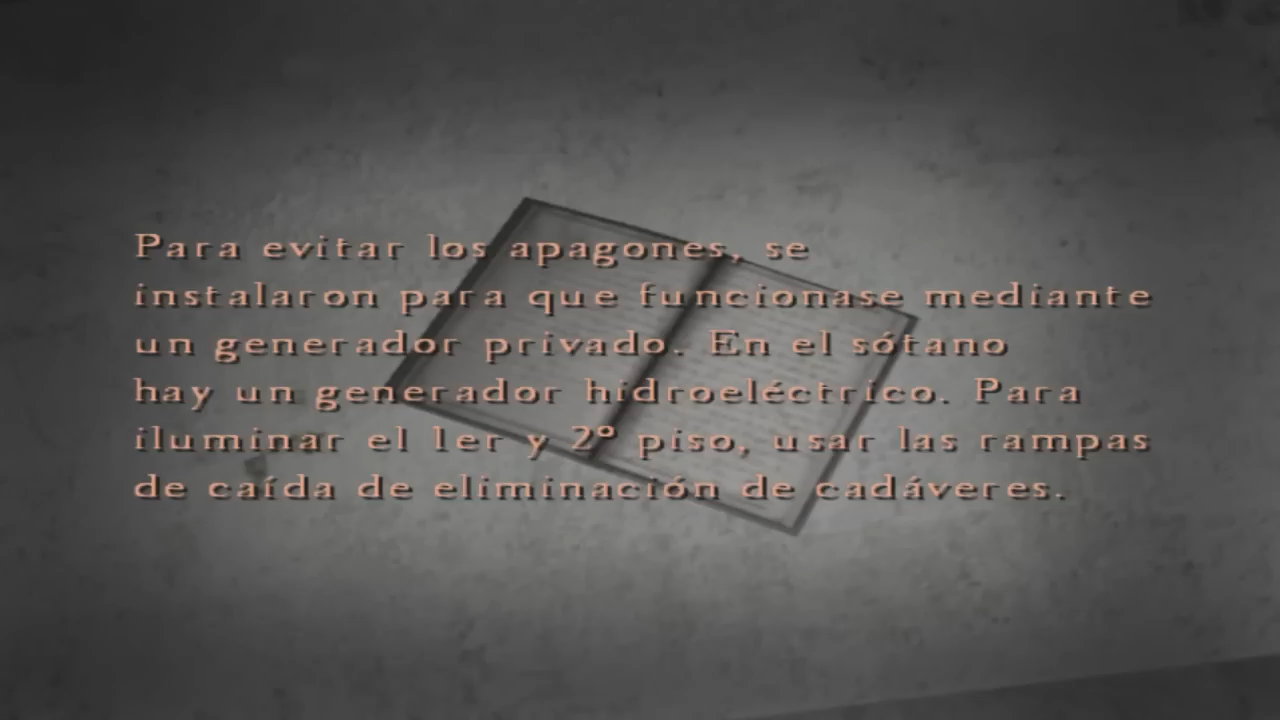 Para evitar los apagones, se
instalaron para que funcionase mediante
un generador privado. En el sótano
hay un generador hidroeléctrico. Para
iluminar el 1er y 2º piso, usar las rampas
de caída de eliminación de cadáveres.